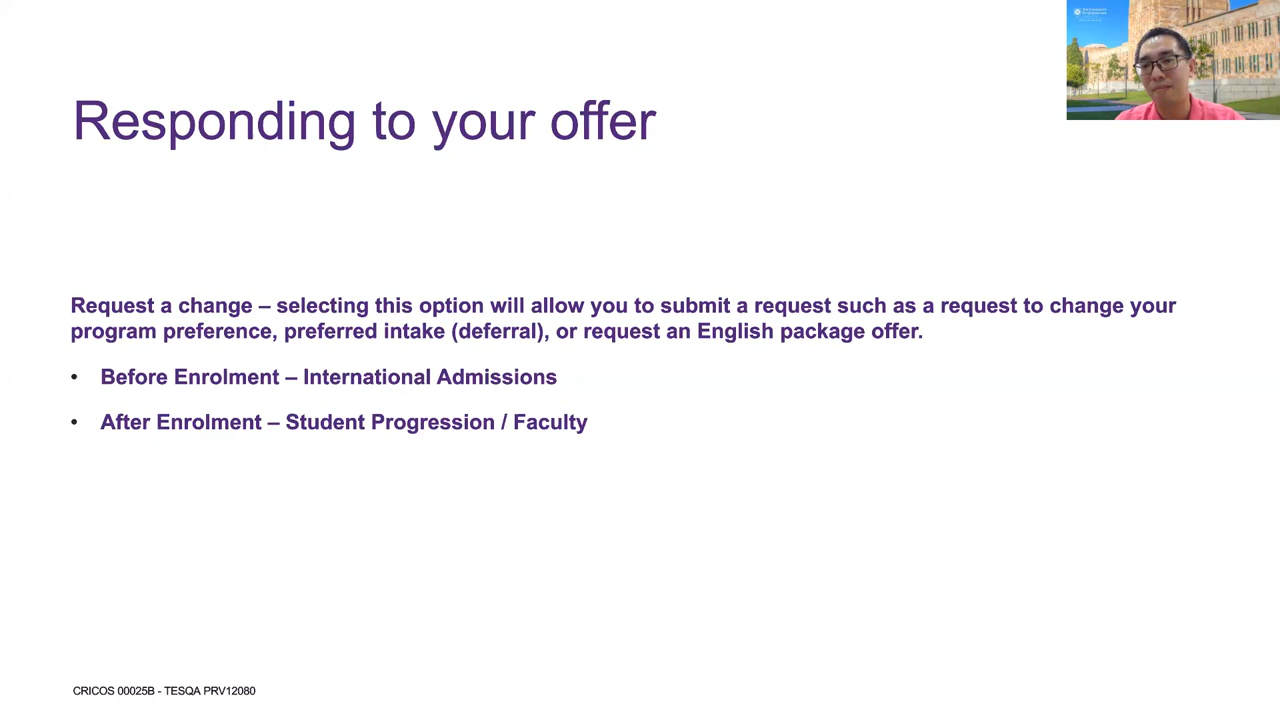 Responding to your offer
Request a change – selecting this option will allow you to submit a request such as a request to change your
program preference, preferred intake (deferral), or request an English package offer.
• Before Enrolment – International Admissions
• After Enrolment – Student Progression / Faculty
CRICOS 00025B - TESQA PRV12080